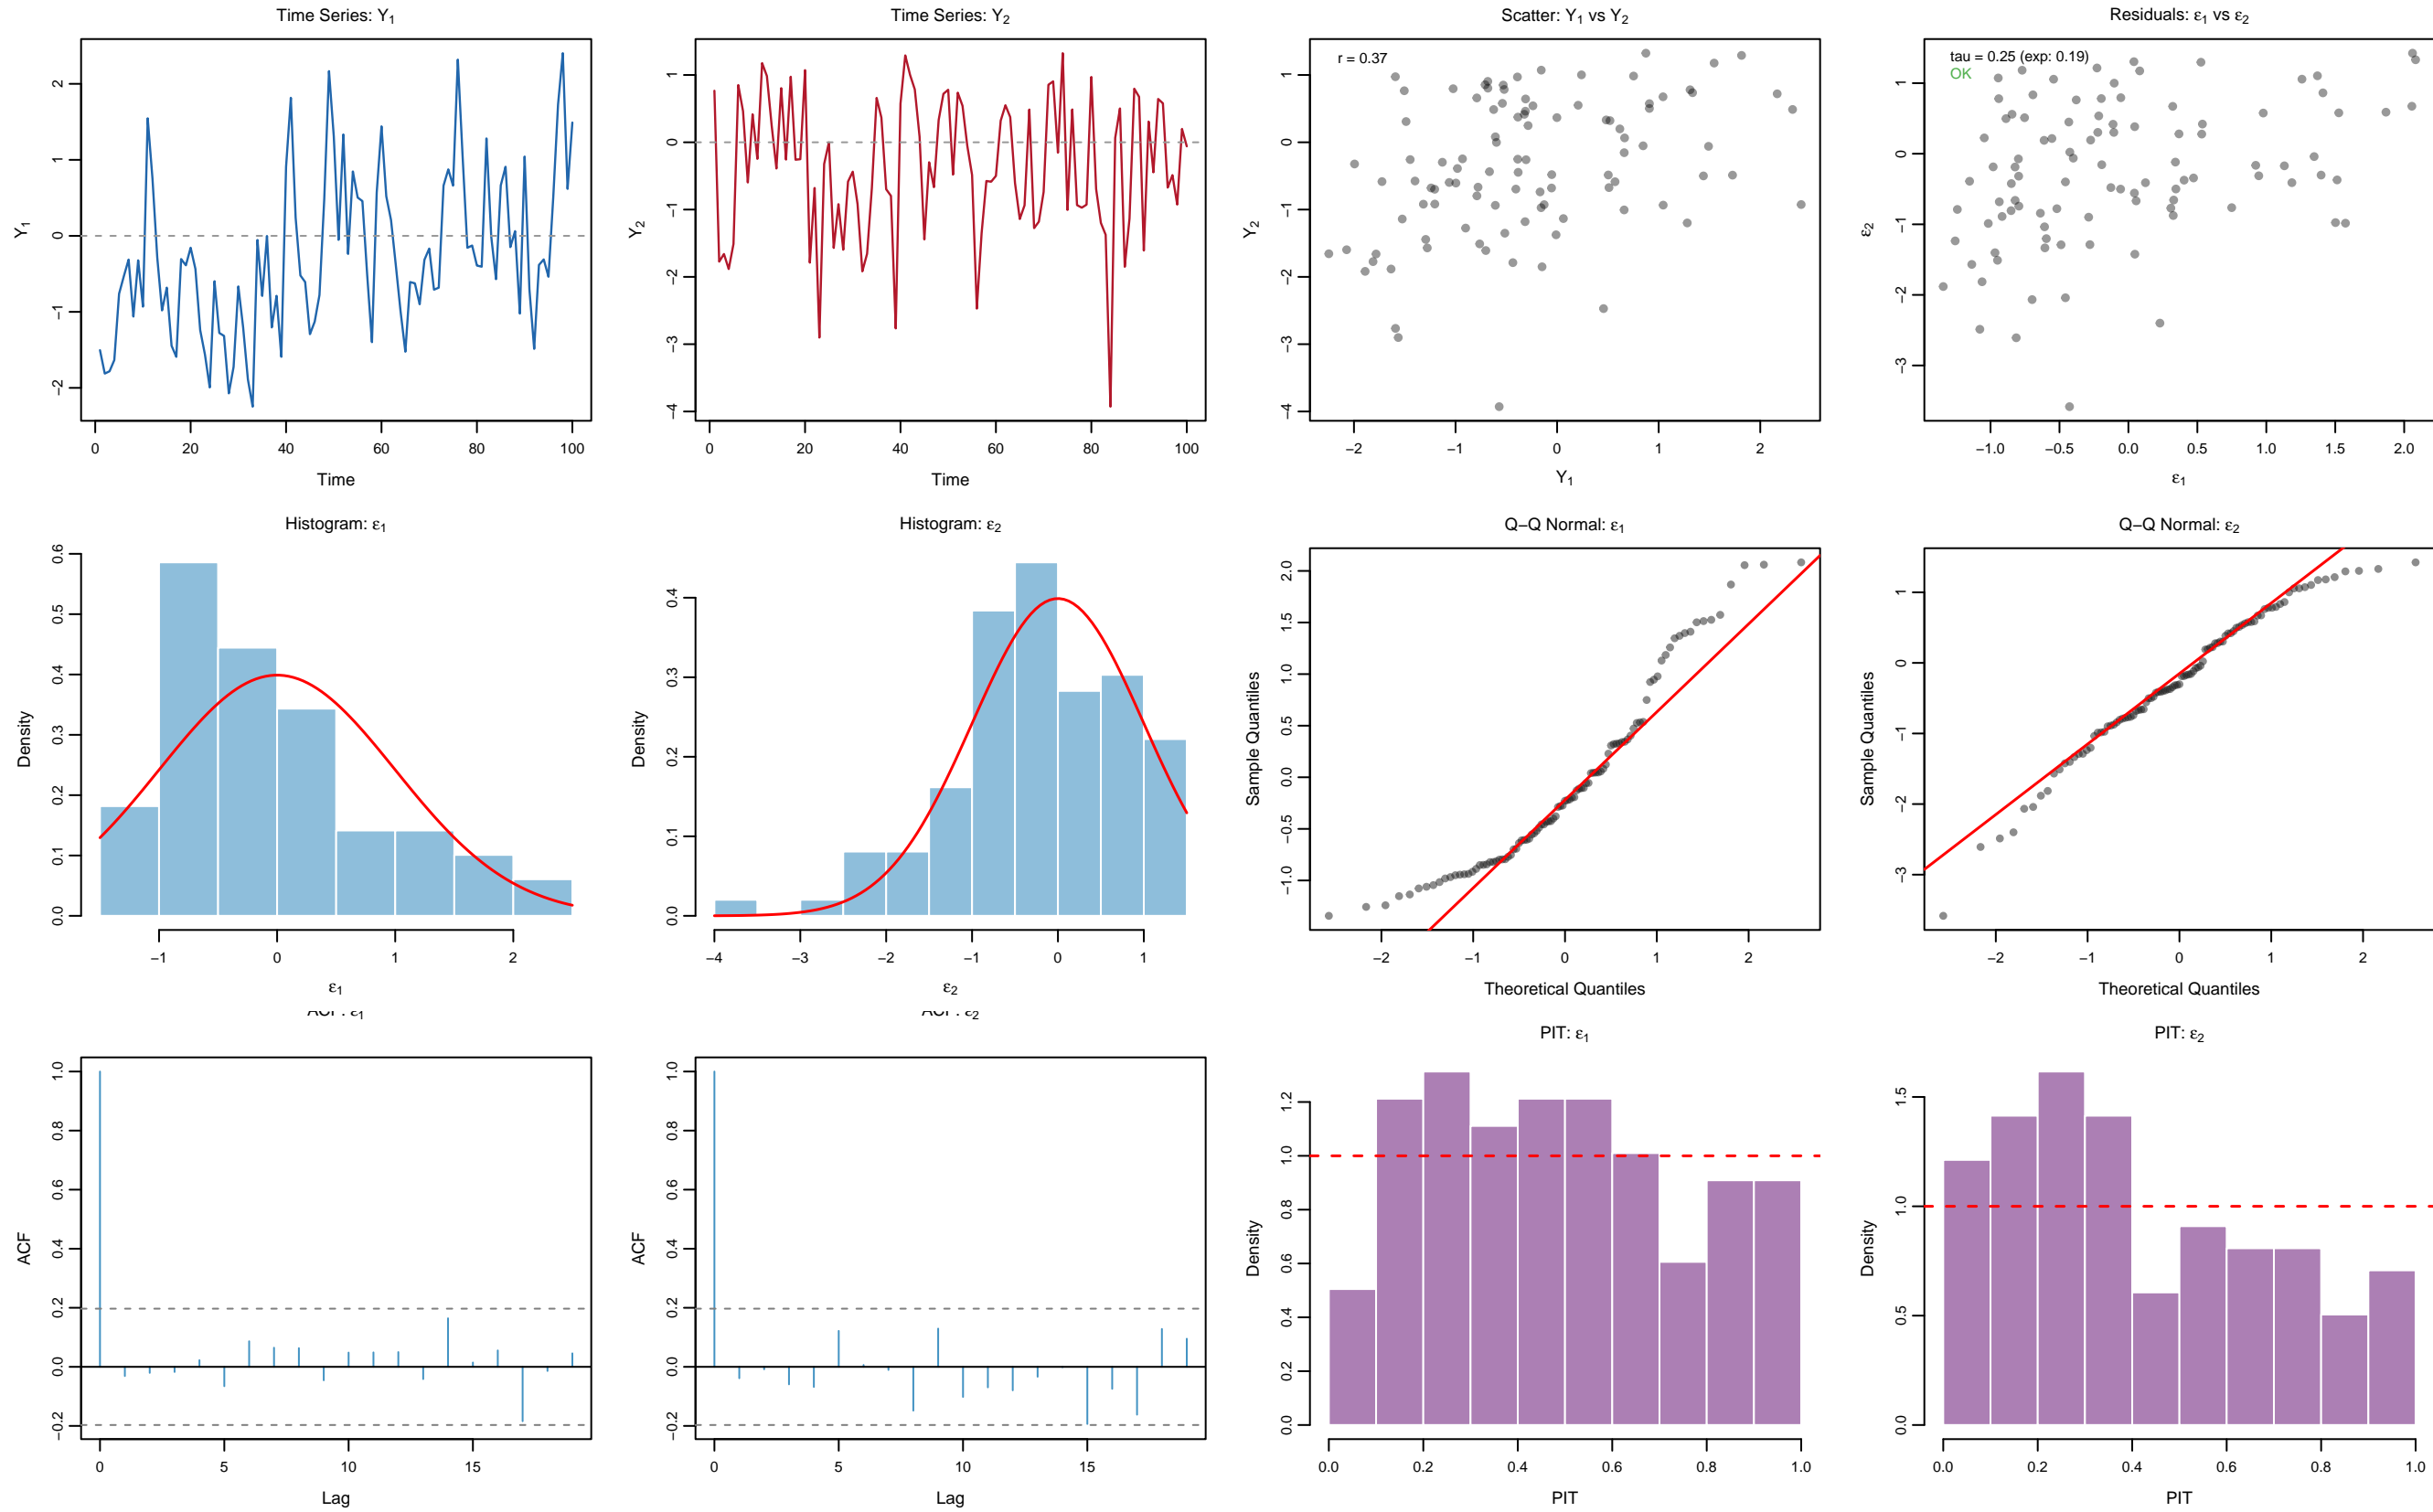 Time Series: Y₁
2
1
0
−1
−2
Y₁
0 20 40 60 80 100
Time
Time Series: Y₂
1
0
−1
−2
−3
−4
Y₂
0 20 40 60 80 100
Time
Scatter: Y₁ vs Y₂
r = 0.37
1
0
−1
−2
−3
−4
Y₂
−2 −1 0 1 2
Y₁
Residuals: ε₁ vs ε₂
tau = 0.25 (exp: 0.19)
OK
1
0
−1
−2
−3
ε₂
−1.0 −0.5 0.0 0.5 1.0 1.5 2.0
ε₁
Histogram: ε₁
0.6
0.5
0.4
0.3
0.2
0.1
0.0
Density
−1 0 1 2
ε₁
Histogram: ε₂
0.4
0.3
0.2
0.1
0.0
Density
−4 −3 −2 −1 0 1
ε₂
Q−Q Normal: ε₁
2.0
1.5
1.0
0.5
0.0
−0.5
−1.0
Sample Quantiles
−2 −1 0 1 2
Theoretical Quantiles
Q−Q Normal: ε₂
1
0
−1
−2
−3
Sample Quantiles
−2 −1 0 1 2
Theoretical Quantiles
ACF: ε₁
1.0
0.8
0.6
0.4
0.2
0.0
−0.2
ACF
0 5 10 15
Lag
ACF: ε₂
1.0
0.8
0.6
0.4
0.2
0.0
−0.2
ACF
0 5 10 15
Lag
PIT: ε₁
1.2
1.0
0.8
0.6
0.4
0.2
0.0
Density
0.0 0.2 0.4 0.6 0.8 1.0
PIT
PIT: ε₂
1.5
1.0
0.5
0.0
Density
0.0 0.2 0.4 0.6 0.8 1.0
PIT